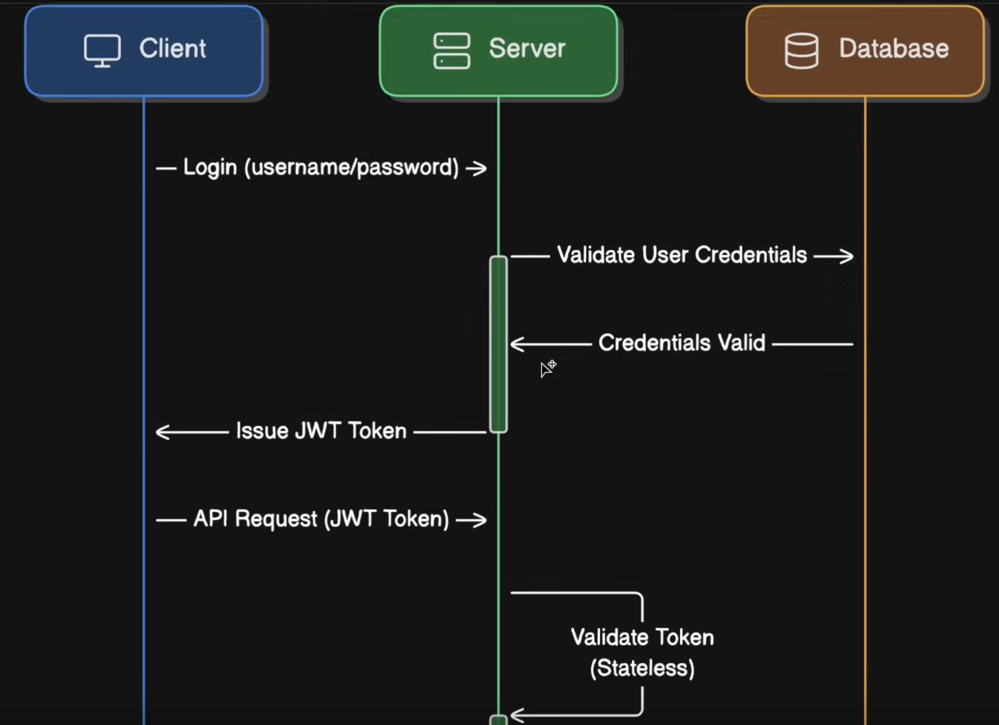 Client
Server
Database
Login (username/password)
Validate User Credentials
Credentials Valid
Issue JWT Token
API Request (JWT Token)
Validate Token
(Stateless)